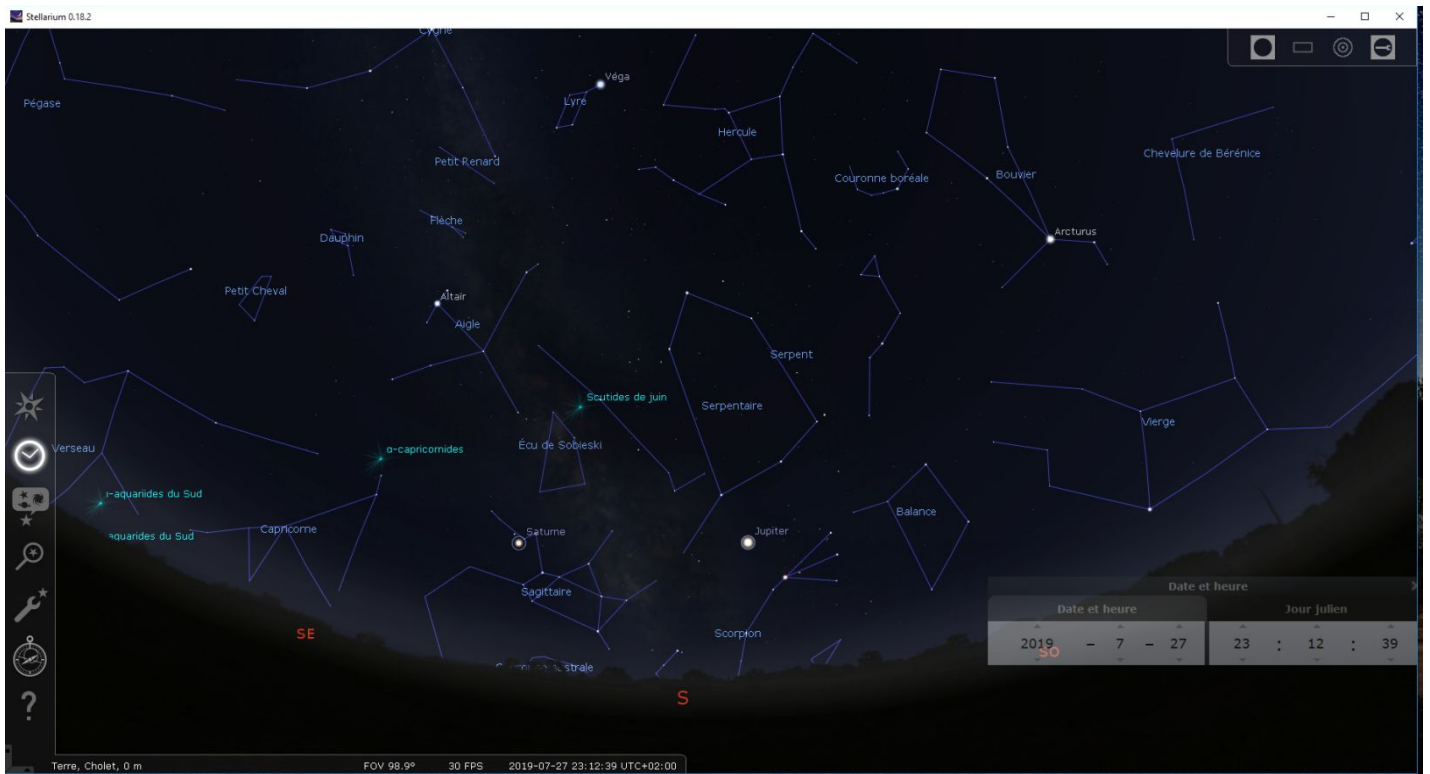 Stellarium 0.18.2
Cygne
Véga
Lyre
Pégase
Hercule
Chevelure de Bérénice
Petit Renard
Couronne boréale
Bouvier
Flèche
Dauphin
Arcturus
Petit Cheval
Altaïr
Aigle
Serpent
Scutides de juin
Serpentaire
Vierge
Verseau
α-capricornides
Écu de Sobieski
ι-aquariides du Sud
Balance
Capricorne
aquarides du Sud
Saturne
Jupiter
Date et heure
Sagittaire
Date et heure
Jour julien
SE
Scorpion
2019 – 7 – 27 23 : 12 : 39
SO
australe
S
?
Terre, Cholet, 0 m FOV 98.9° 30 FPS 2019-07-27 23:12:39 UTC+02:00